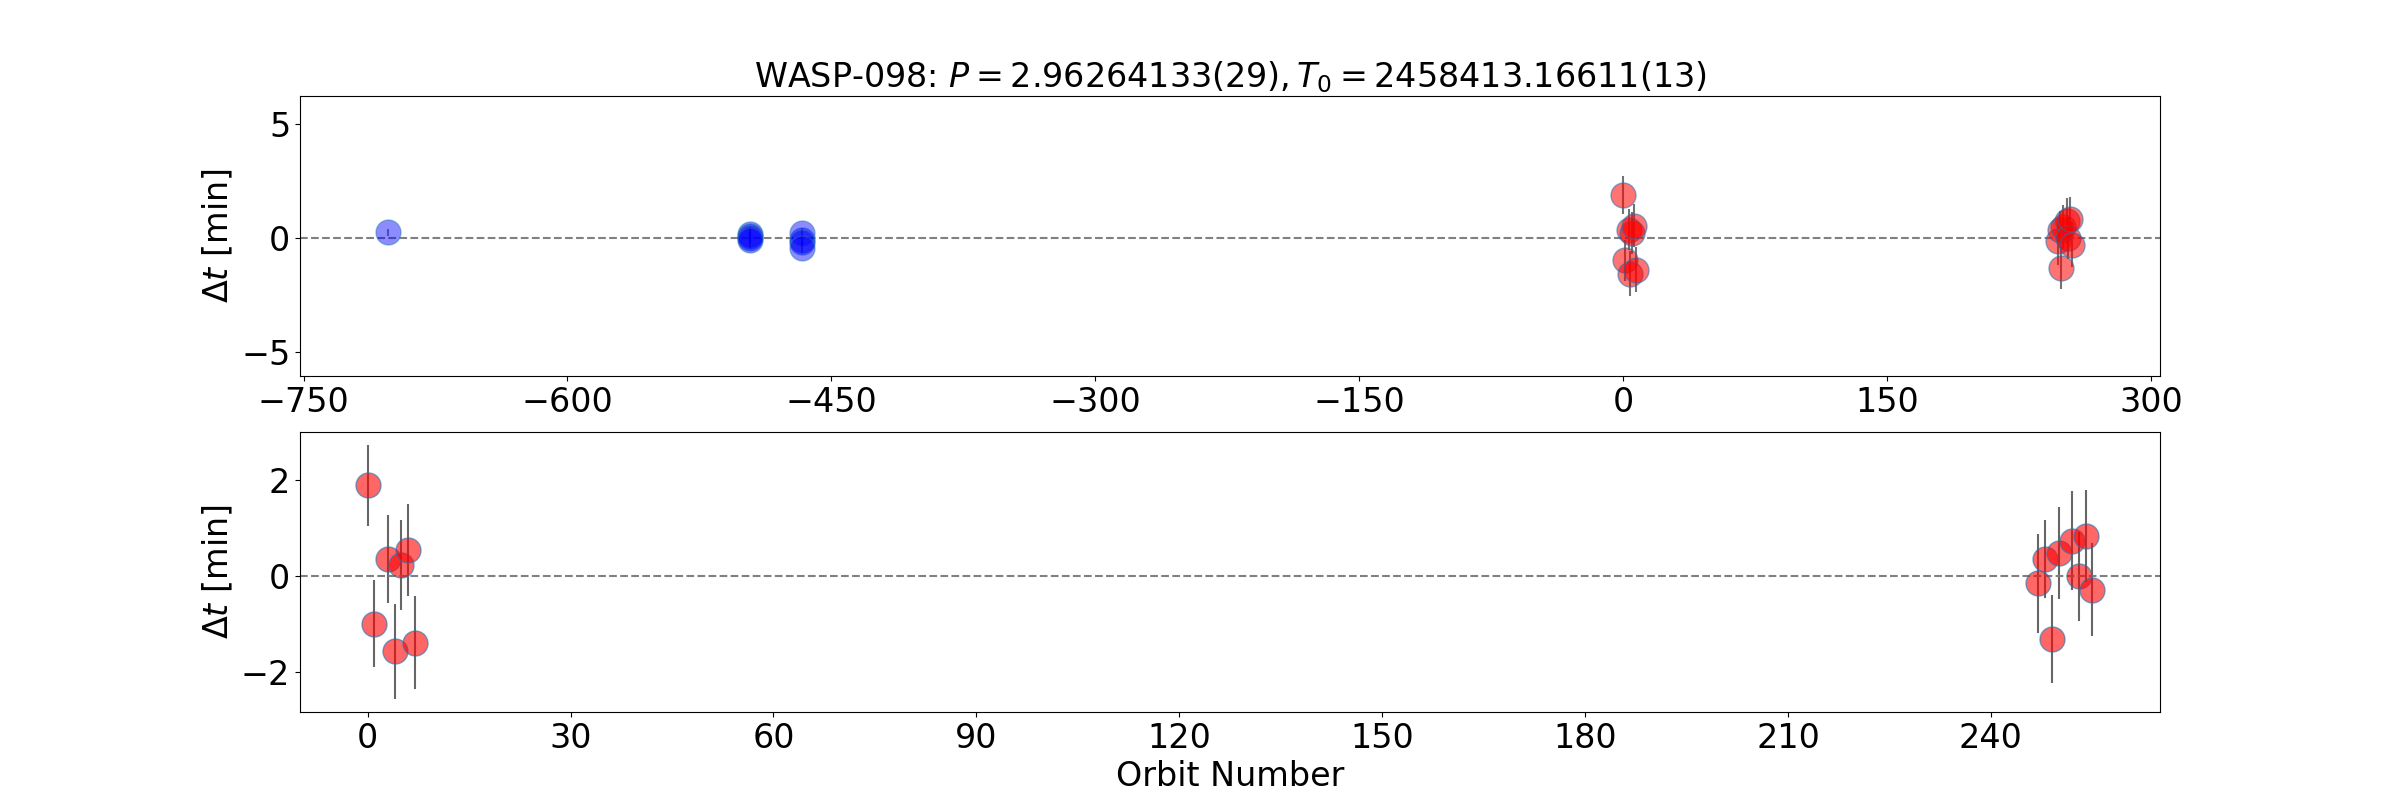 WASP-098: P = 2.96264133(29), T₀ = 2458413.16611(13)
5
0
−5
Δt [min]
−750 −600 −450 −300 −150 0 150 300
2
0
−2
Δt [min]
0 30 60 90 120 150 180 210 240
Orbit Number